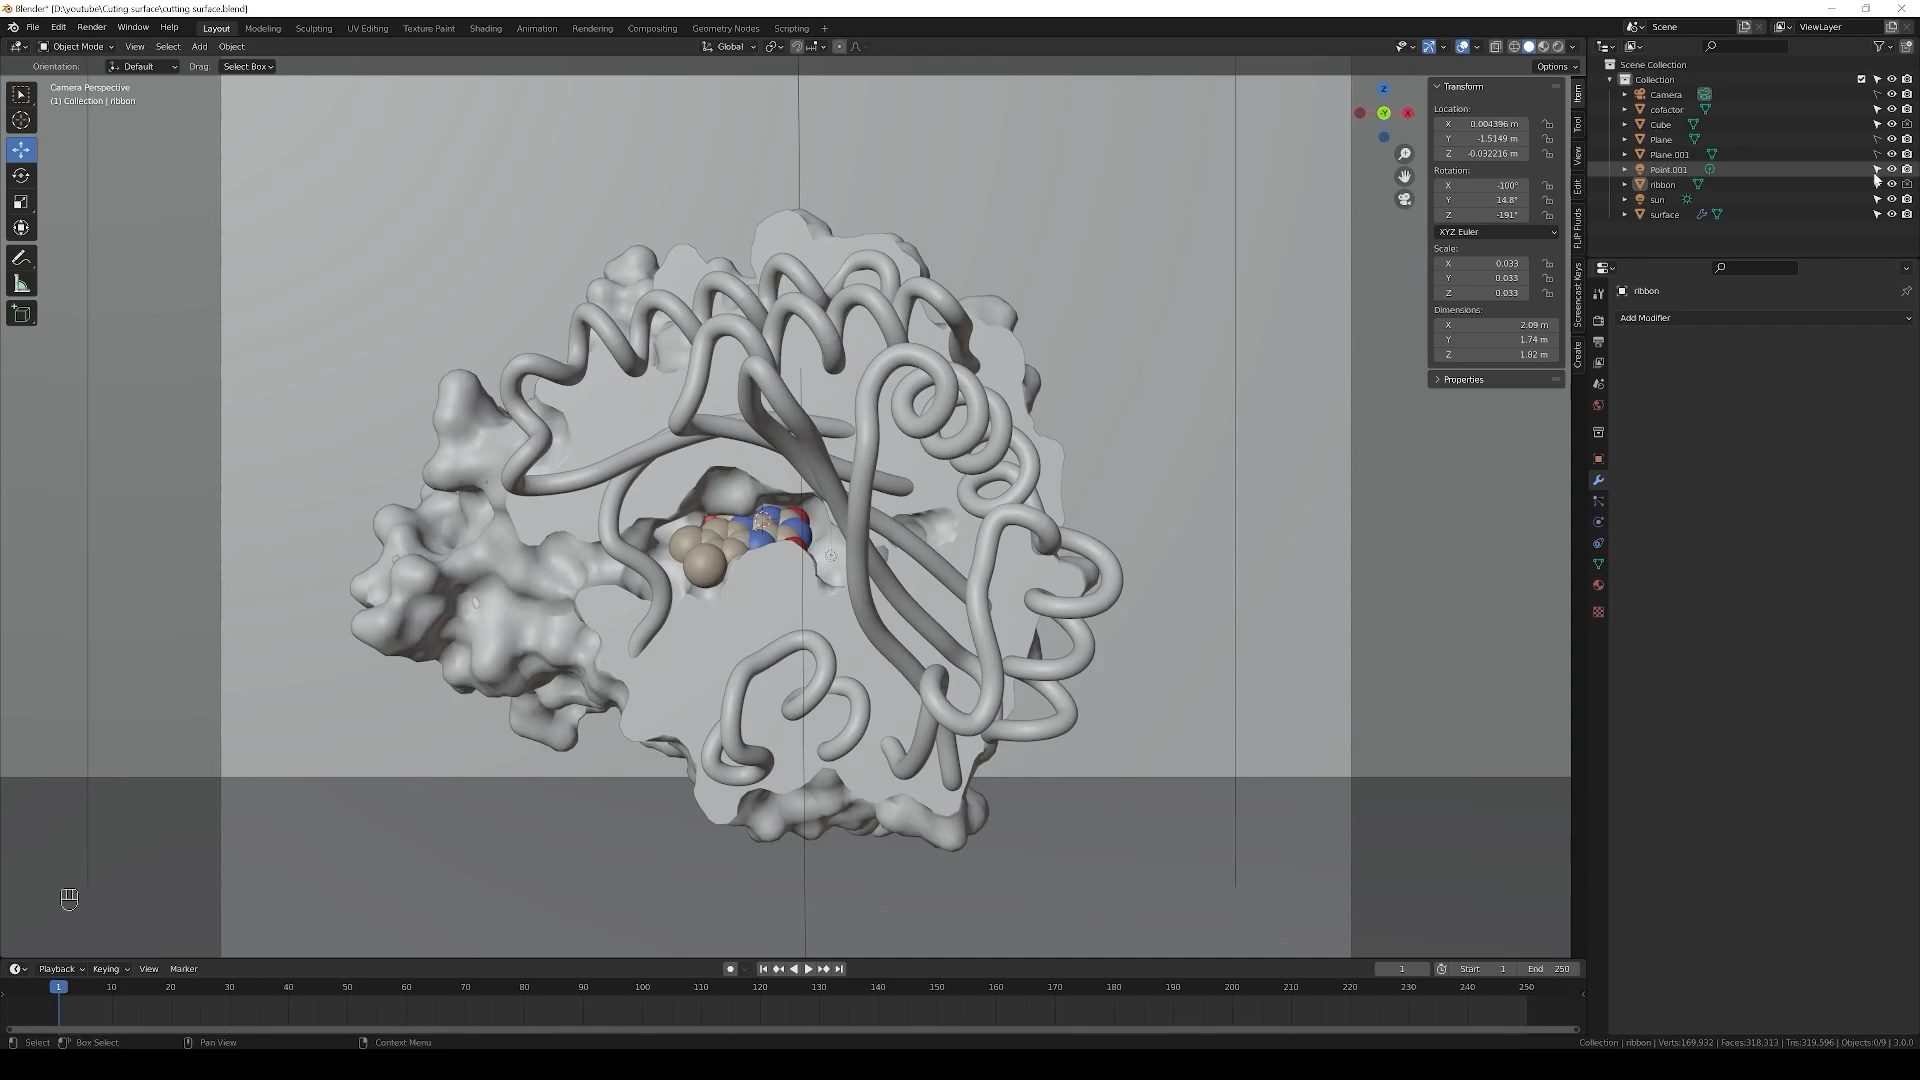 Blender* [D:\youtube\Cuting surface\cutting surface.blend]
File Edit Render Window Help Layout Modeling Sculpting UV Editing Texture Paint Shading Animation Rendering Compositing Geometry Nodes Scripting + Scene ViewLayer
Object Mode View Select Add Object Global
Orientation: Default Drag: Select Box Options
Camera Perspective
(1) Collection | ribbon
Z
Y
X
Transform
Location:
X 0.004396 m
Y -1.5149 m
Z -0.032216 m
Rotation:
X -100°
Y 14.8°
Z -191°
XYZ Euler
Scale:
X 0.033
Y 0.033
Z 0.033
Dimensions:
X 2.09 m
Y 1.74 m
Z 1.82 m
Properties
Item
Tool
View
Edit
FLIP Fluids
Screencast Keys
Create
Scene Collection
Collection
Camera
cofactor
Cube
Plane
Plane.001
Point.001
ribbon
sun
surface
ribbon
Add Modifier
Playback Keying View Marker 1 Start 1 End 250
1 10 20 30 40 50 60 70 80 90 100 110 120 130 140 150 160 170 180 190 200 210 220 230 240 250
Select Box Select Pan View Context Menu Collection | ribbon | Verts:169,932 | Faces:318,313 | Tris:319,596 | Objects:0/9 | 3.0.0